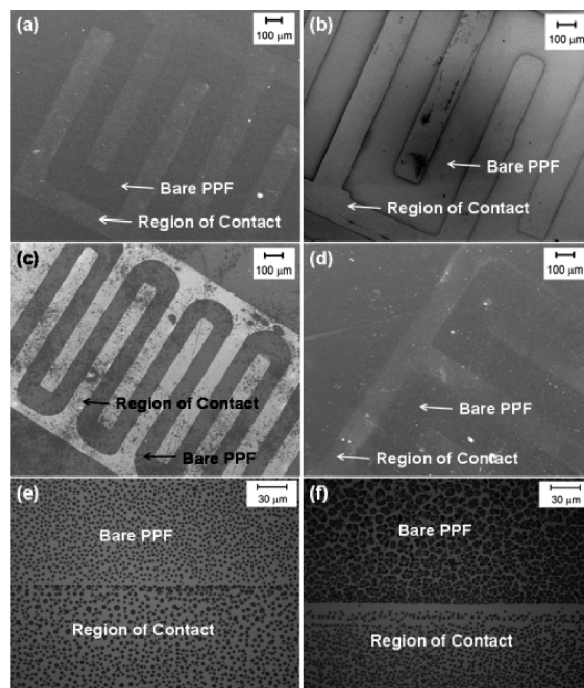 (a)
100 μm
Bare PPF
Region of Contact
(b)
100 μm
Bare PPF
Region of Contact
(c)
100 μm
Region of Contact
Bare PPF
(d)
100 μm
Bare PPF
Region of Contact
(e)
30 μm
Bare PPF
Region of Contact
(f)
30 μm
Bare PPF
Region of Contact